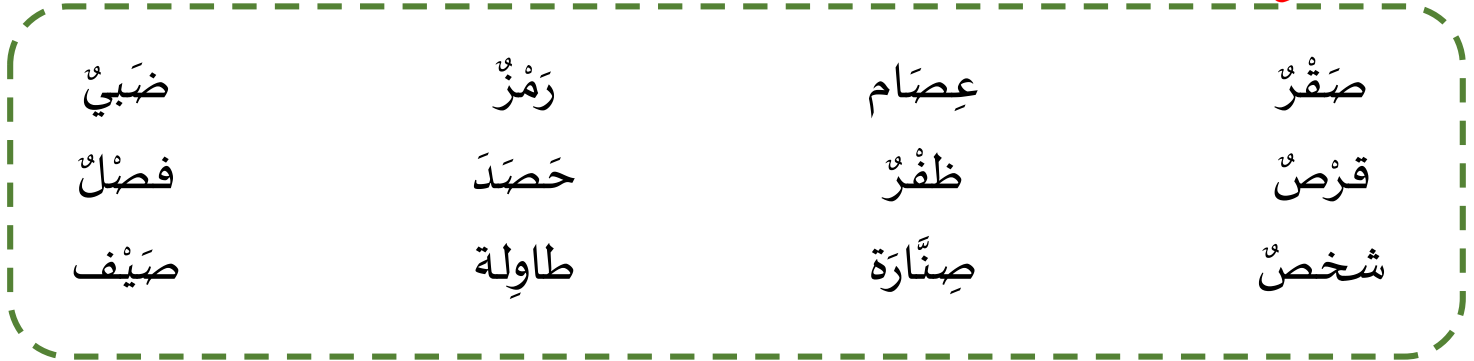 صَقْرٌ عِصَام رَمْزٌ ضَبيٌ
قرْصٌ ظفْرٌ حَصَدَ فصْلٌ
شخصٌ صِنَّارَة طاوِلة صَيْف